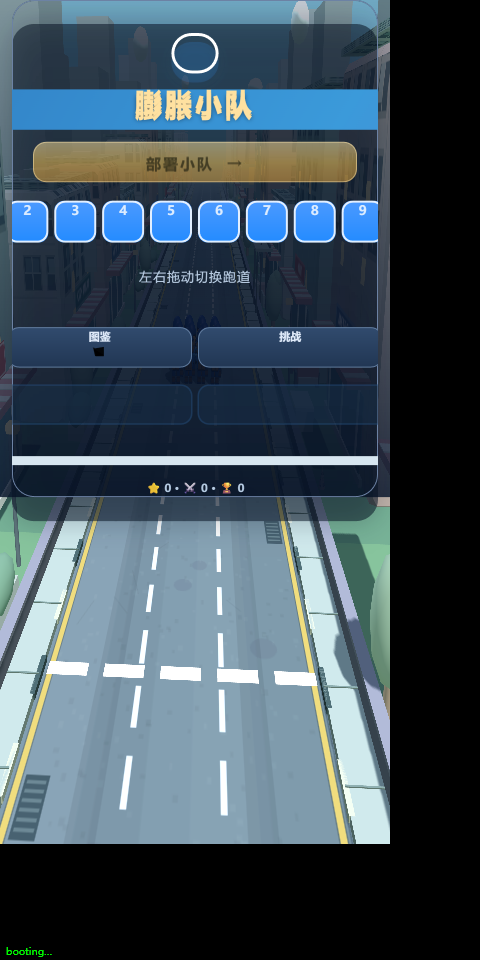 膨胀小队
部署小队 →
2 3 4 5 6 7 8 9
左右拖动切换跑道
图鉴 挑战
0 • 0 • 0
booting...